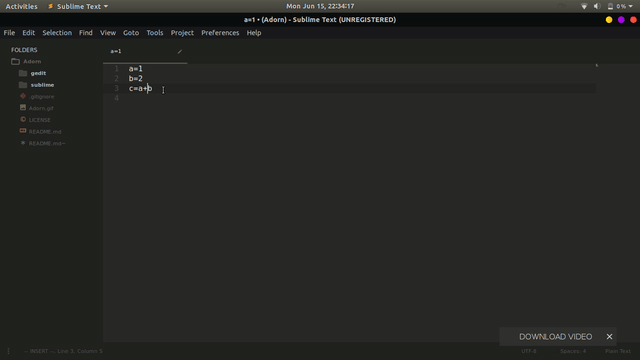 Activities
Sublime Text
Mon Jun 15, 22:34:17
0 %
a=1 • (Adorn) - Sublime Text (UNREGISTERED)
File Edit Selection Find View Goto Tools Project Preferences Help
FOLDERS
Adorn
gedit
sublime
.gitignore
Adorn.gif
LICENSE
README.md
README.md~
a=1
1 a=1
2 b=2
3 c=a+b
4
DOWNLOAD VIDEO
-- INSERT --, Line 3, Column 5
UTF-8
Spaces: 4
Plain Text